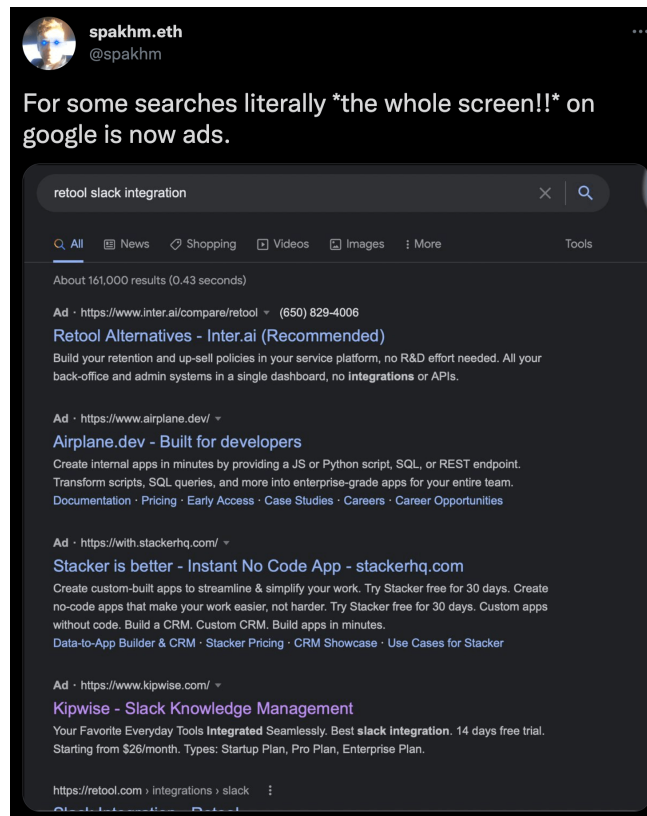 spakhm.eth
@spakhm
For some searches literally *the whole screen!!* on
google is now ads.
retool slack integration
All News Shopping Videos Images More Tools
About 161,000 results (0.43 seconds)
Ad · https://www.inter.ai/compare/retool (650) 829-4006
Retool Alternatives - Inter.ai (Recommended)
Build your retention and up-sell policies in your service platform, no R&D effort needed. All your
back-office and admin systems in a single dashboard, no integrations or APIs.
Ad · https://www.airplane.dev/
Airplane.dev - Built for developers
Create internal apps in minutes by providing a JS or Python script, SQL, or REST endpoint.
Transform scripts, SQL queries, and more into enterprise-grade apps for your entire team.
Documentation · Pricing · Early Access · Case Studies · Careers · Career Opportunities
Ad · https://with.stackerhq.com/
Stacker is better - Instant No Code App - stackerhq.com
Create custom-built apps to streamline & simplify your work. Try Stacker free for 30 days. Create
no-code apps that make your work easier, not harder. Try Stacker free for 30 days. Custom apps
without code. Build a CRM. Custom CRM. Build apps in minutes.
Data-to-App Builder & CRM · Stacker Pricing · CRM Showcase · Use Cases for Stacker
Ad · https://www.kipwise.com/
Kipwise - Slack Knowledge Management
Your Favorite Everyday Tools Integrated Seamlessly. Best slack integration. 14 days free trial.
Starting from $26/month. Types: Startup Plan, Pro Plan, Enterprise Plan.
https://retool.com › integrations › slack
Slack Integration - Retool